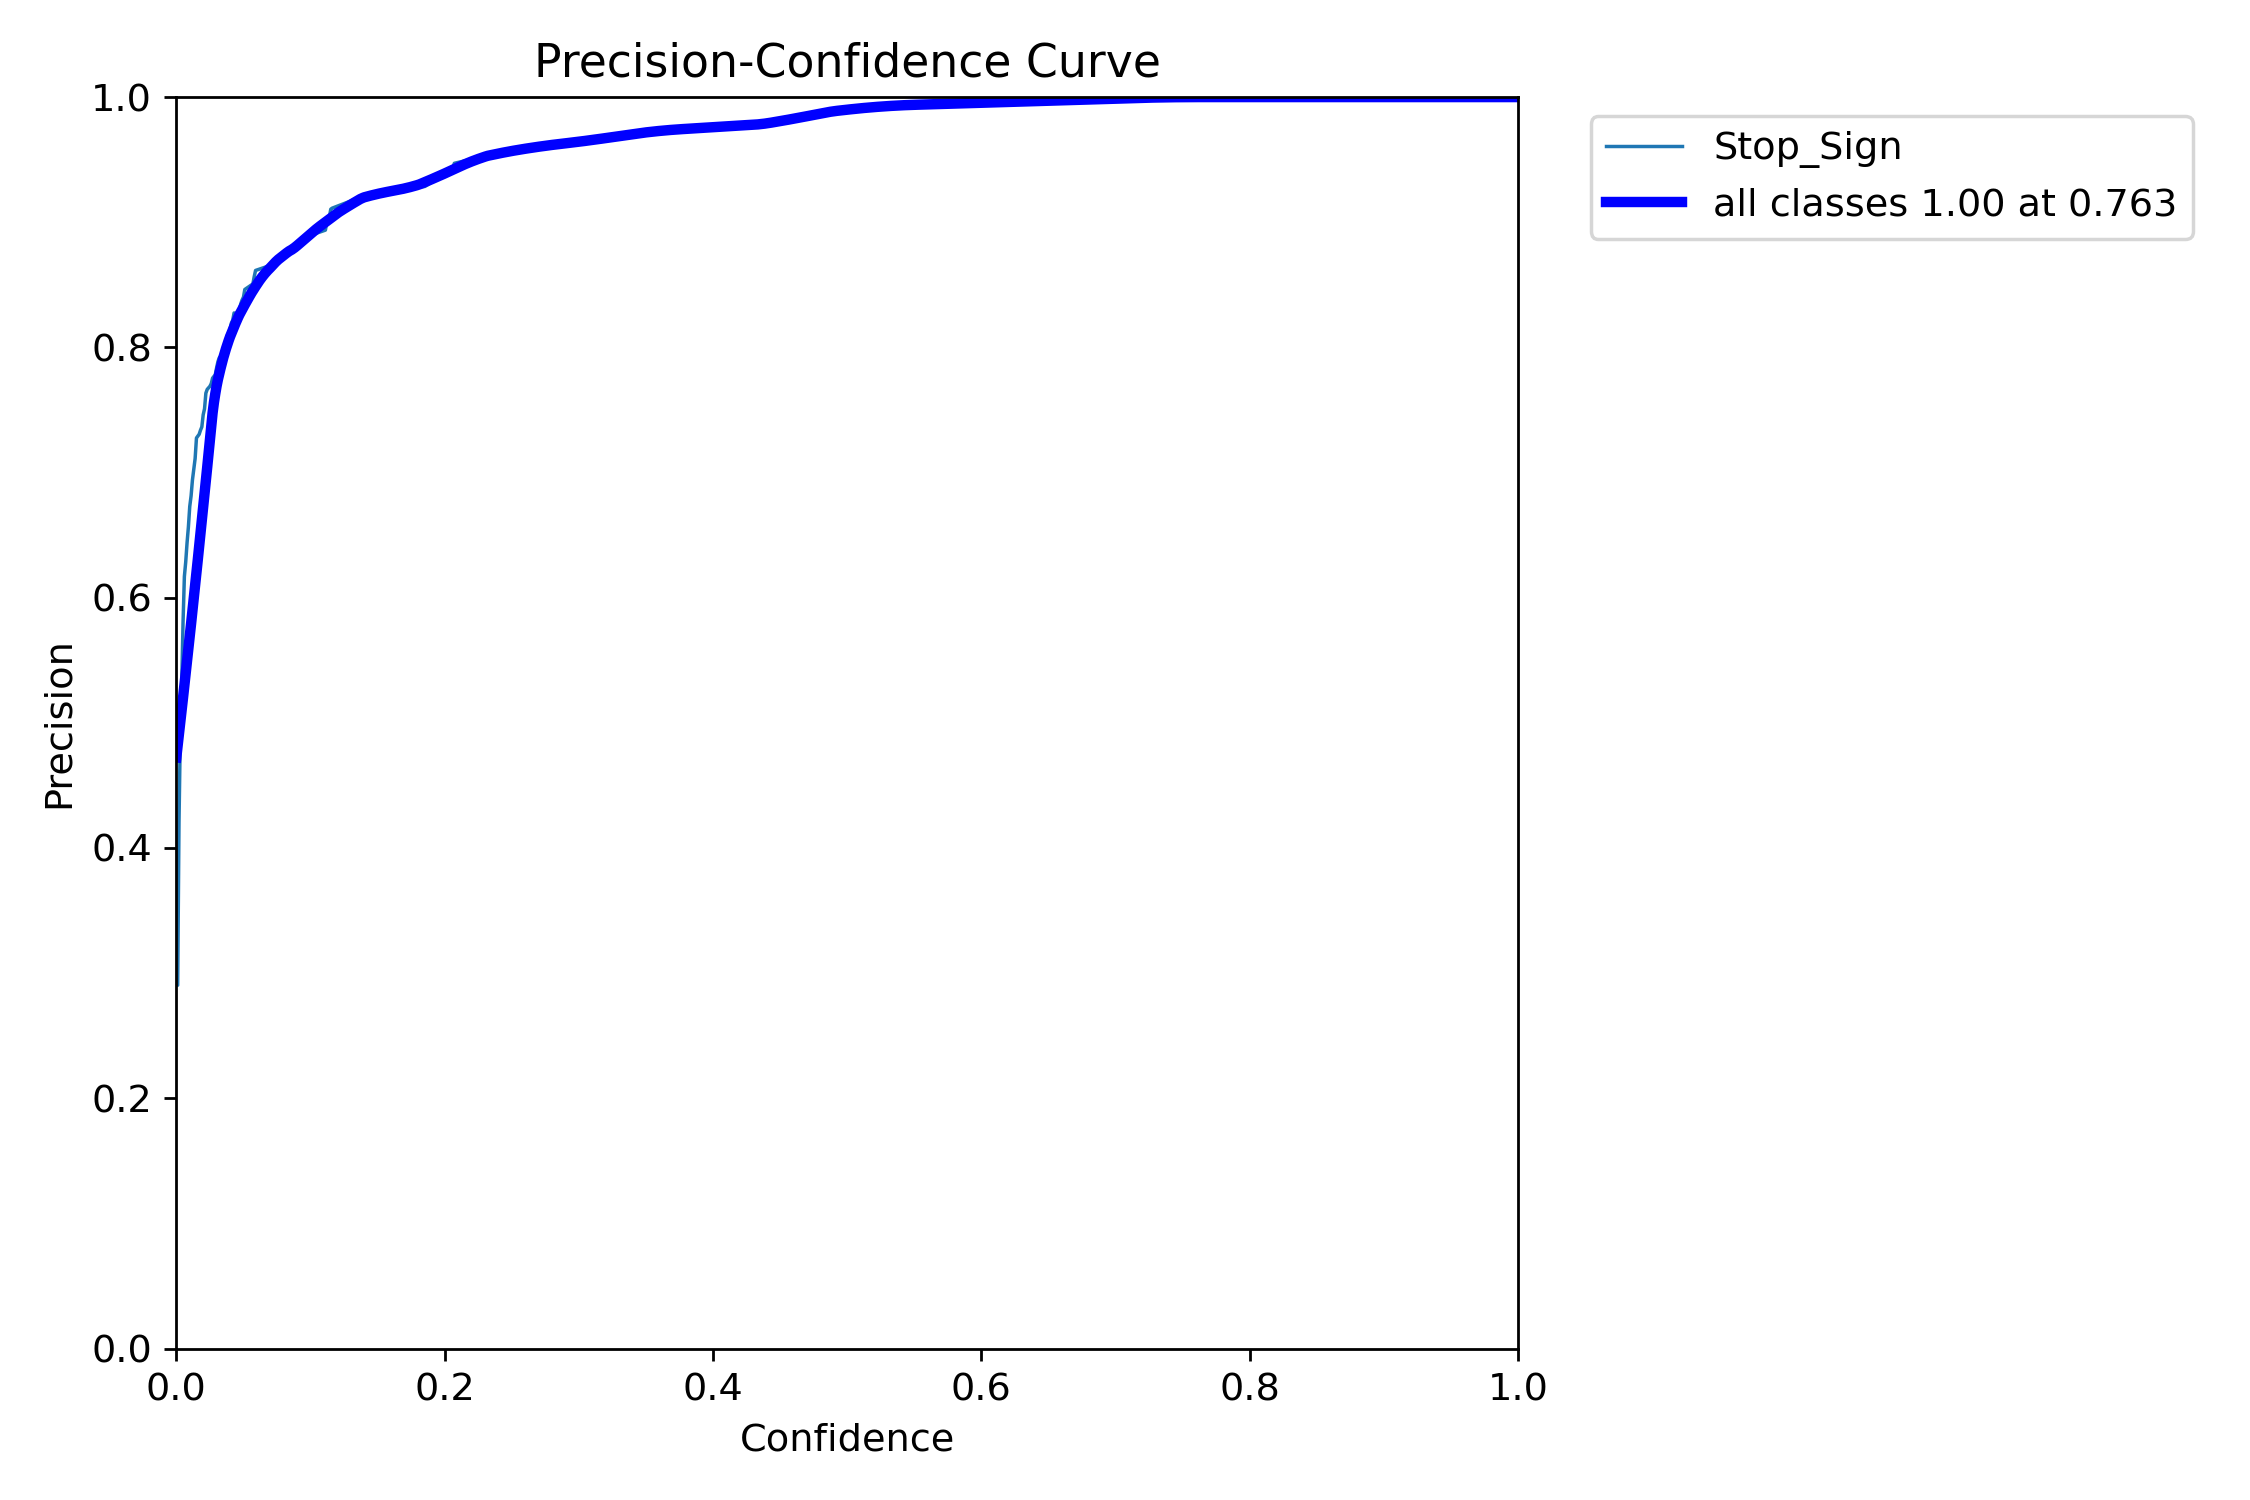 Precision-Confidence Curve
1.0
0.8
0.6
0.4
0.2
0.0
Precision
0.0 0.2 0.4 0.6 0.8 1.0
Confidence
Stop_Sign
all classes 1.00 at 0.763